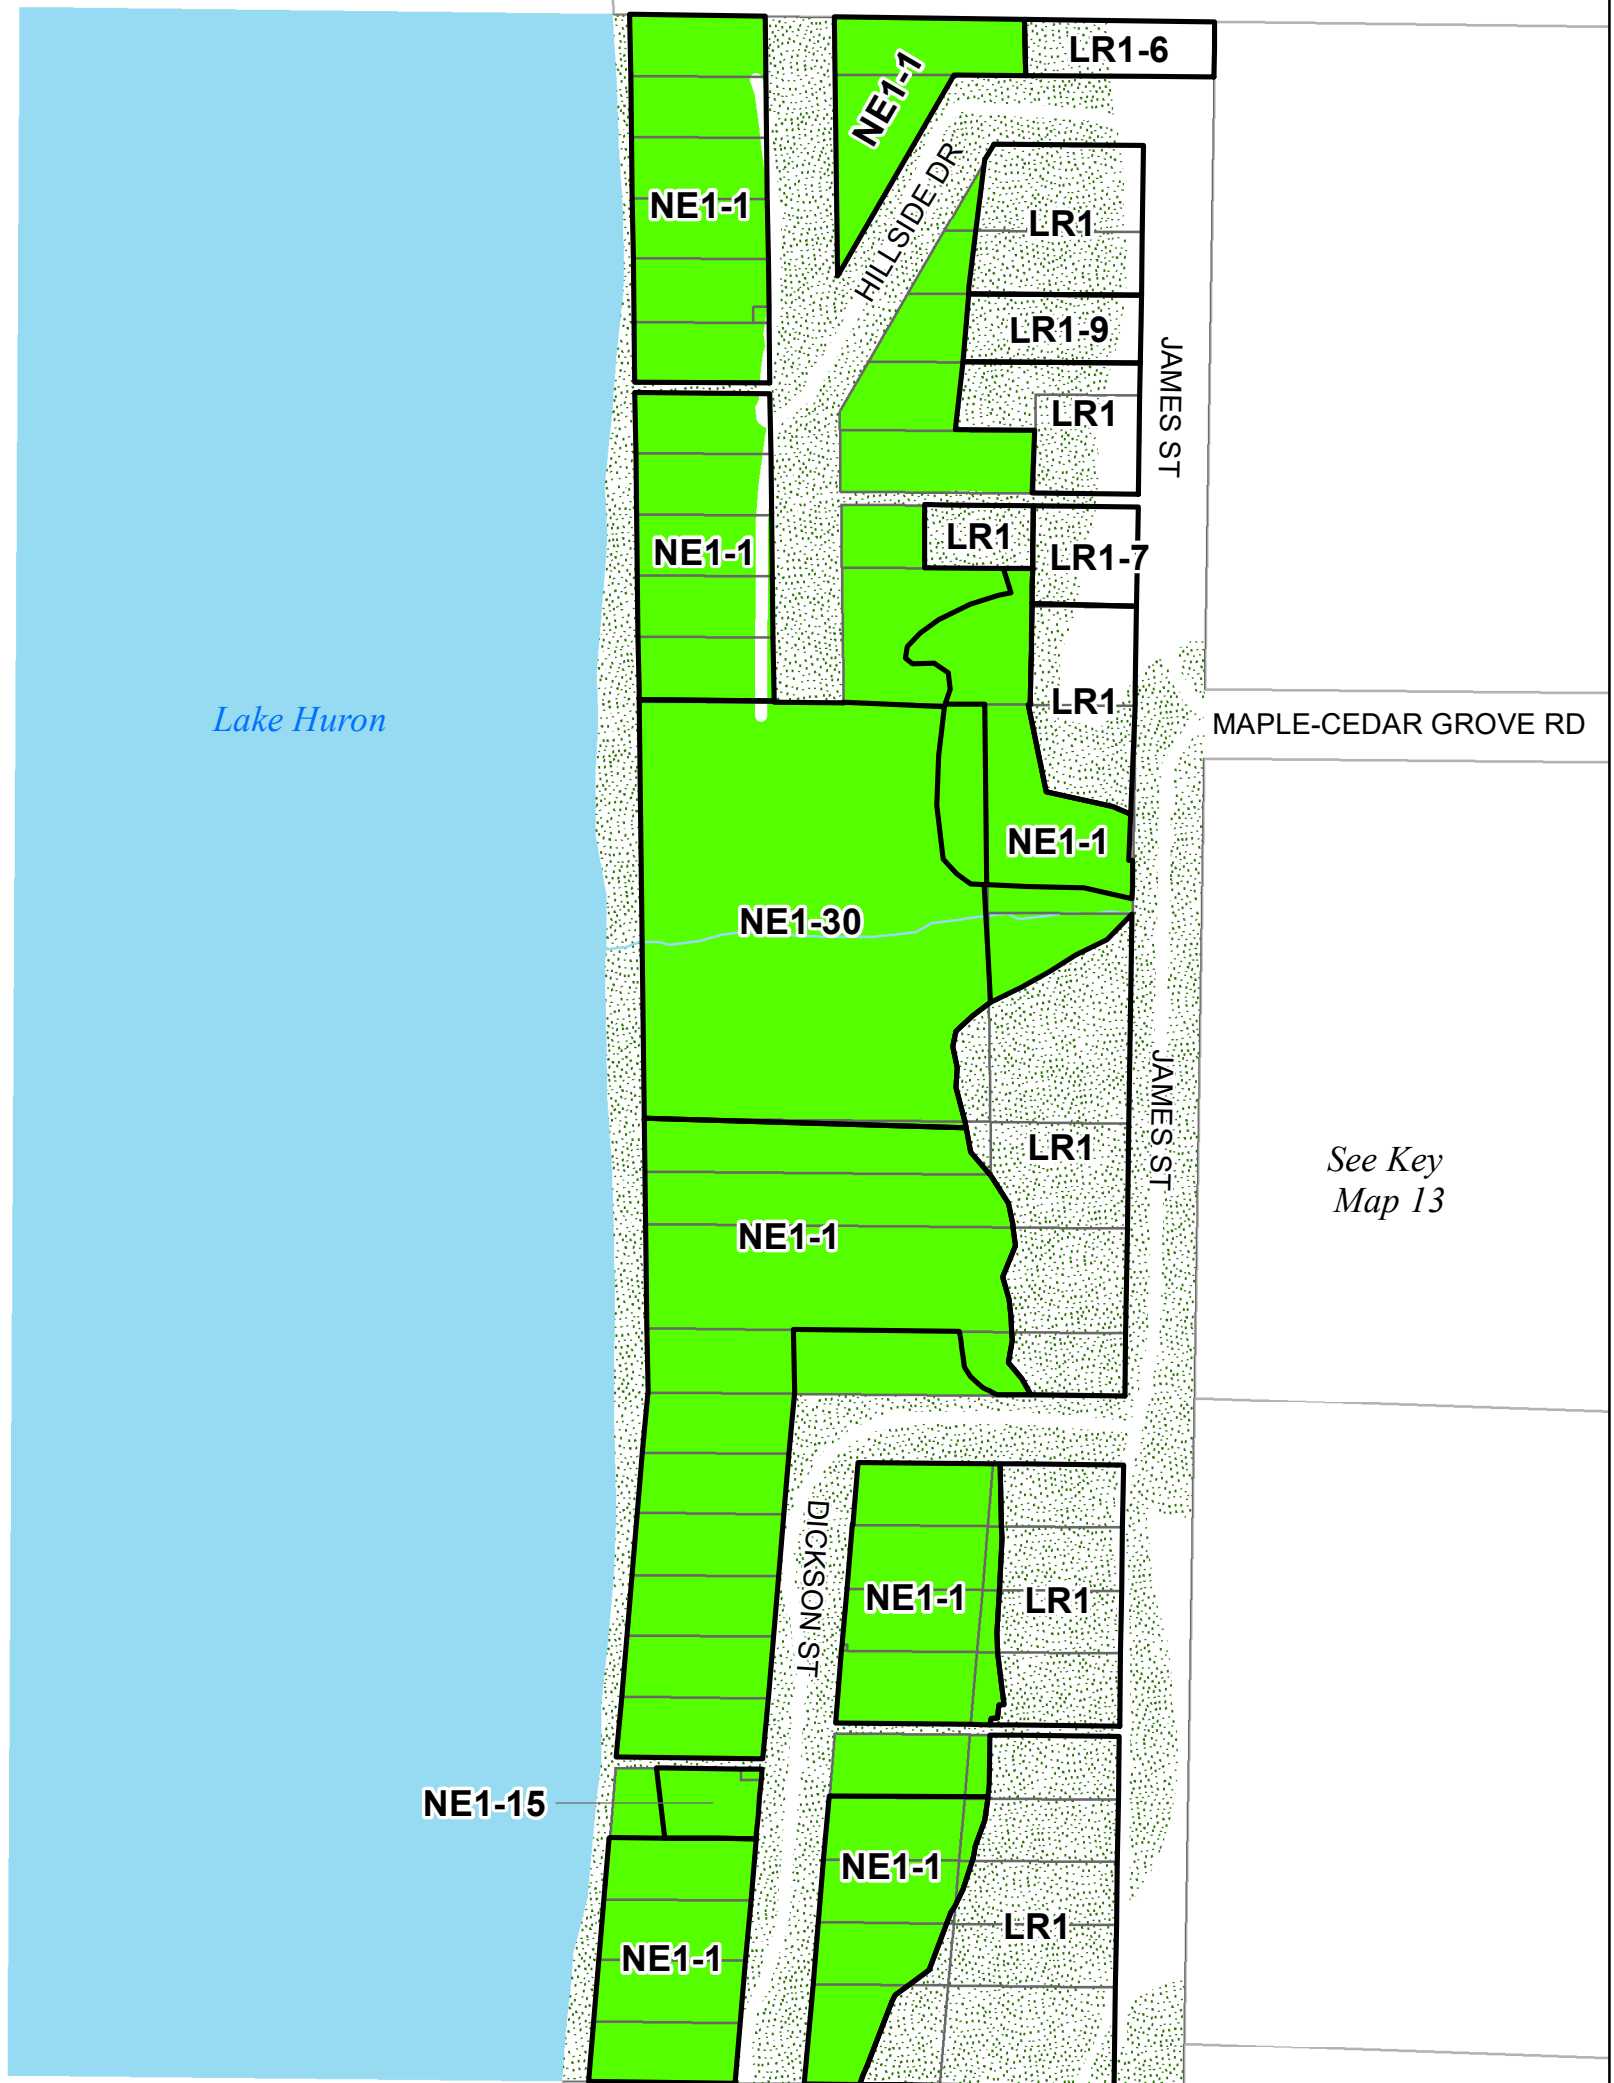 LR1-6
NE1-1
NE1-1
HILLSIDE DR
LR1
LR1-9
JAMES ST
LR1
LR1
LR1-7
NE1-1
LR1
Lake Huron
MAPLE-CEDAR GROVE RD
NE1-1
NE1-30
JAMES ST
LR1
See Key
Map 13
NE1-1
DICKSON ST
NE1-1
LR1
NE1-15
NE1-1
LR1
NE1-1